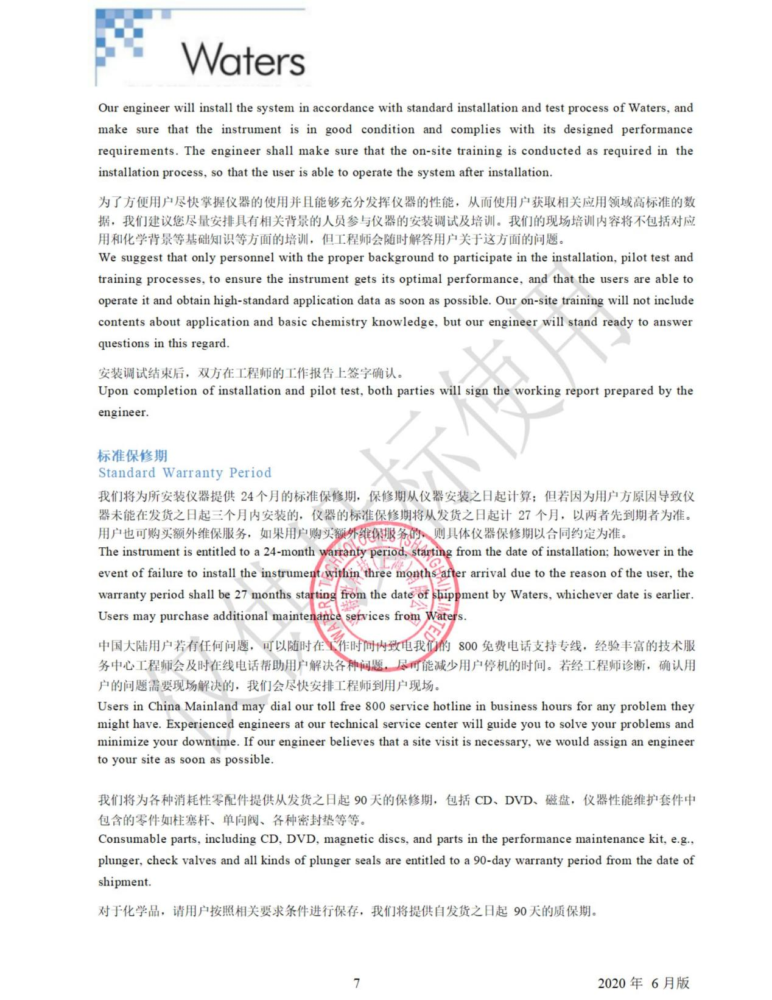 Waters
Our engineer will install the system in accordance with standard installation and test process of Waters, and
make sure that the instrument is in good condition and complies with its designed performance
requirements. The engineer shall make sure that the on-site training is conducted as required in the
installation process, so that the user is able to operate the system after installation.
为了方便用户尽快掌握仪器的使用并且能够充分发挥仪器的性能，从而使用户获取相关应用领域高标准的数
据，我们建议您尽量安排具有相关背景的人员参与仪器的安装调试及培训。我们的现场培训内容将不包括对应
用和化学背景等基础知识等方面的培训，但工程师会随时解答用户关于这方面的问题。
We suggest that only personnel with the proper background to participate in the installation, pilot test and
training processes, to ensure the instrument gets its optimal performance, and that the users are able to
operate it and obtain high-standard application data as soon as possible. Our on-site training will not include
contents about application and basic chemistry knowledge, but our engineer will stand ready to answer
questions in this regard.
安装调试结束后，双方在工程师的工作报告上签字确认。
Upon completion of installation and pilot test, both parties will sign the working report prepared by the
engineer.
标准保修期
Standard Warranty Period
我们将为所安装仪器提供 24个月的标准保修期，保修期从仪器安装之日起计算；但若因为用户方原因导致仪
器未能在发货之日起三个月内安装的，仪器的标准保修期将从发货之日起计 27 个月，以两者先到期者为准。
用户也可购买额外维保服务，如果用户购买额外维保服务的，则具体仪器保修期以合同约定为准。
The instrument is entitled to a 24-month warranty period, starting from the date of installation; however in the
event of failure to install the instrument within three months after arrival due to the reason of the user, the
warranty period shall be 27 months starting from the date of shippment by Waters, whichever date is earlier.
Users may purchase additional maintenance services from Waters.
中国大陆用户若有任何问题，可以随时在工作时间内致电我们的 800 免费电话支持专线，经验丰富的技术服
务中心工程师会及时在线电话帮助用户解决各种问题，尽可能减少用户停机的时间。若经工程师诊断，确认用
户的问题需要现场解决的，我们会尽快安排工程师到用户现场。
Users in China Mainland may dial our toll free 800 service hotline in business hours for any problem they
might have. Experienced engineers at our technical service center will guide you to solve your problems and
minimize your downtime. If our engineer believes that a site visit is necessary, we would assign an engineer
to your site as soon as possible.
我们将为各种消耗性零配件提供从发货之日起 90 天的保修期，包括 CD、DVD、磁盘，仪器性能维护套件中
包含的零件如柱塞杆、单向阀、各种密封垫等等。
Consumable parts, including CD, DVD, magnetic discs, and parts in the performance maintenance kit, e.g.,
plunger, check valves and all kinds of plunger seals are entitled to a 90-day warranty period from the date of
shipment.
对于化学品，请用户按照相关要求条件进行保存，我们将提供自发货之日起 90天的质保期。
7
2020 年 6 月版
仅供投标使用
WATERS TECHNOLOGIES (SHANGHAI) LIMITED
沃特世科技(上海)有限公司